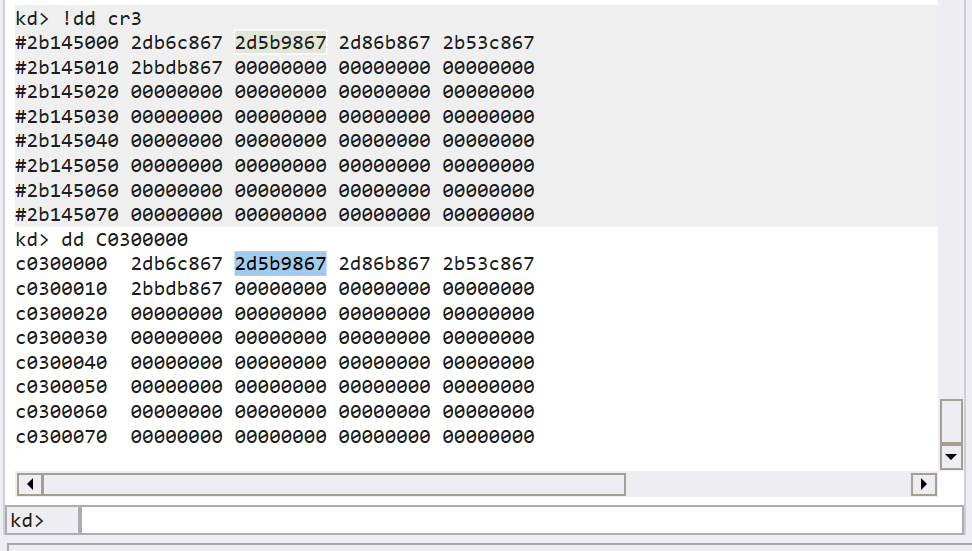 kd> !dd cr3
#2b145000 2db6c867 2d5b9867 2d86b867 2b53c867
#2b145010 2bbdb867 00000000 00000000 00000000
#2b145020 00000000 00000000 00000000 00000000
#2b145030 00000000 00000000 00000000 00000000
#2b145040 00000000 00000000 00000000 00000000
#2b145050 00000000 00000000 00000000 00000000
#2b145060 00000000 00000000 00000000 00000000
#2b145070 00000000 00000000 00000000 00000000
kd> dd C0300000
c0300000  2db6c867 2d5b9867 2d86b867 2b53c867
c0300010  2bbdb867 00000000 00000000 00000000
c0300020  00000000 00000000 00000000 00000000
c0300030  00000000 00000000 00000000 00000000
c0300040  00000000 00000000 00000000 00000000
c0300050  00000000 00000000 00000000 00000000
c0300060  00000000 00000000 00000000 00000000
c0300070  00000000 00000000 00000000 00000000
kd>